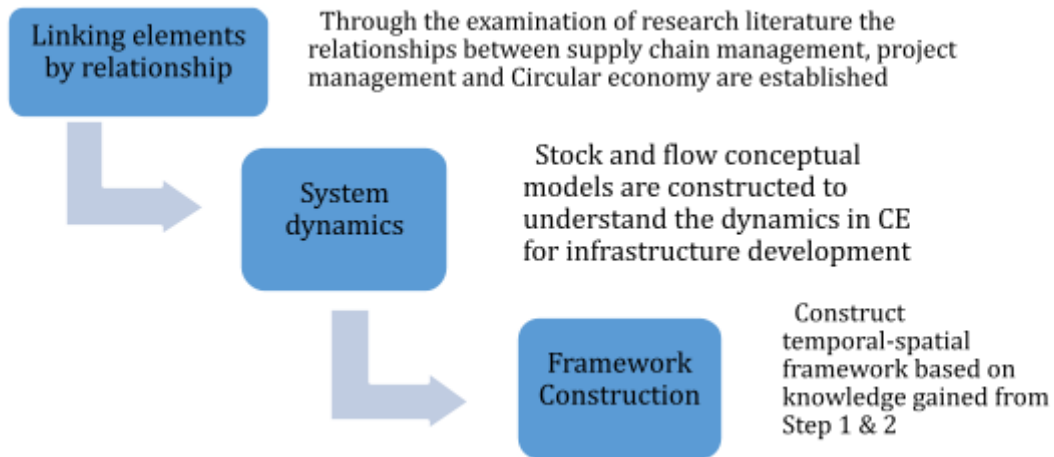 Linking elements
by relationship
Through the examination of research literature the
relationships between supply chain management, project
management and Circular economy are established
System
dynamics
Stock and flow conceptual
models are constructed to
understand the dynamics in CE
for infrastructure development
Framework
Construction
Construct
temporal-spatial
framework based on
knowledge gained from
Step 1 & 2